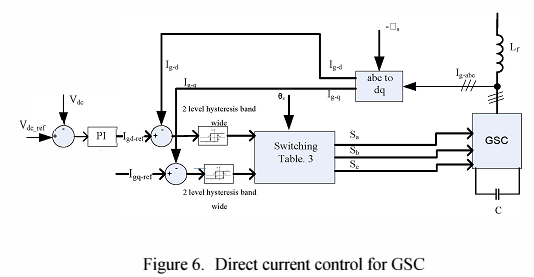 -□s
Lf
Ig-d
Ig-abc
abc to
dq
Ig-d
Ig-q
Ig-q
θs
Vdc
2 level hysteresis band
wide
Vdc_ref
PI
Igd-ref
Switching
Table. 3
Sa
Sb
Sc
GSC
Igq-ref
2 level hysteresis band
wide
C
Figure 6. Direct current control for GSC